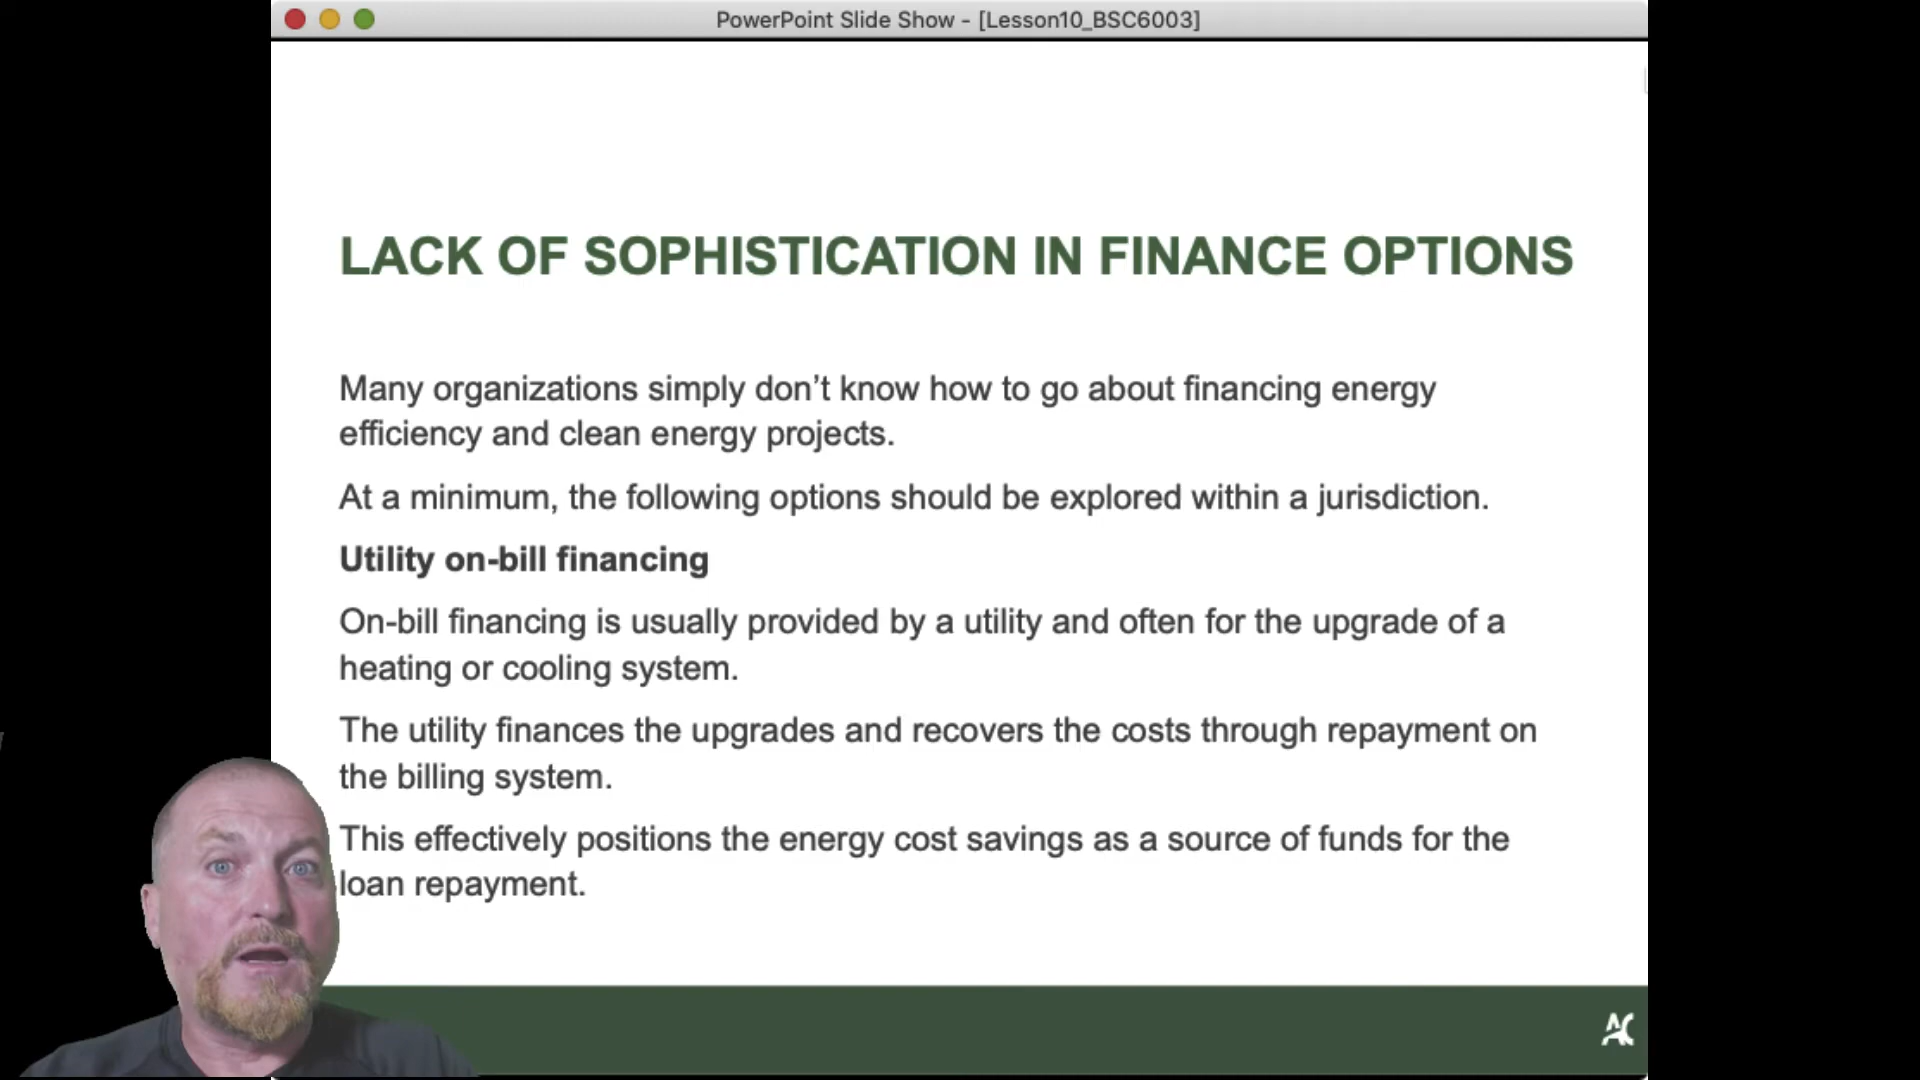 PowerPoint Slide Show - [Lesson10_BSC6003]
LACK OF SOPHISTICATION IN FINANCE OPTIONS
Many organizations simply don’t know how to go about financing energy
efficiency and clean energy projects.
At a minimum, the following options should be explored within a jurisdiction.
Utility on-bill financing
On-bill financing is usually provided by a utility and often for the upgrade of a
heating or cooling system.
The utility finances the upgrades and recovers the costs through repayment on
the billing system.
This effectively positions the energy cost savings as a source of funds for the
loan repayment.
AC